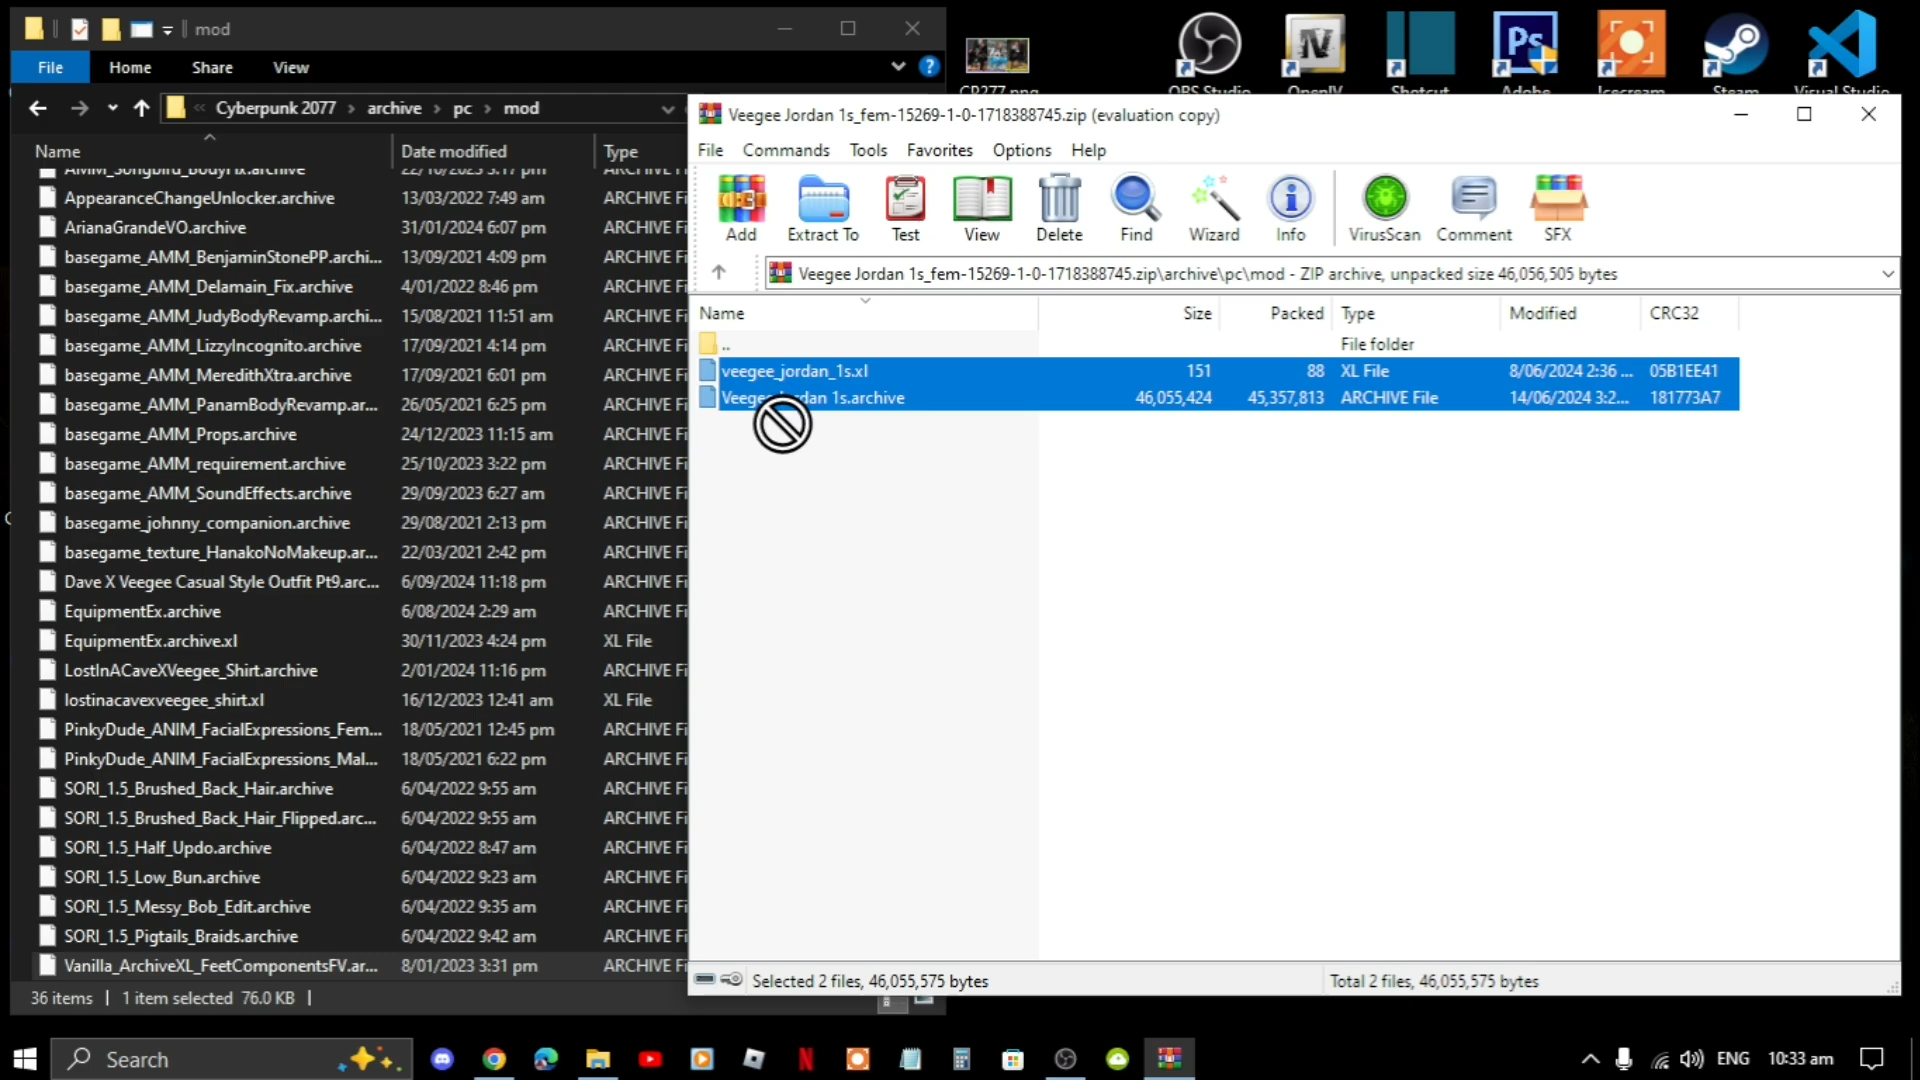 mod
File Home Share View
« Cyberpunk 2077 › archive › pc › mod
Name Date modified Type
AMM_Songbird_BodyFix.archive 22/10/2023 3:17 pm ARCHIVE Fi
AppearanceChangeUnlocker.archive 13/03/2022 7:49 am ARCHIVE Fi
ArianaGrandeVO.archive 31/01/2024 6:07 pm ARCHIVE Fi
basegame_AMM_BenjaminStonePP.archi... 13/09/2021 4:09 pm ARCHIVE Fi
basegame_AMM_Delamain_Fix.archive 4/01/2022 8:46 pm ARCHIVE Fi
basegame_AMM_JudyBodyRevamp.archi... 15/08/2021 11:51 am ARCHIVE Fi
basegame_AMM_LizzyIncognito.archive 17/09/2021 4:14 pm ARCHIVE Fi
basegame_AMM_MeredithXtra.archive 17/09/2021 6:01 pm ARCHIVE Fi
basegame_AMM_PanamBodyRevamp.ar... 26/05/2021 6:25 pm ARCHIVE Fi
basegame_AMM_Props.archive 24/12/2023 11:15 am ARCHIVE Fi
basegame_AMM_requirement.archive 25/10/2023 3:22 pm ARCHIVE Fi
basegame_AMM_SoundEffects.archive 29/09/2023 6:27 am ARCHIVE Fi
basegame_johnny_companion.archive 29/08/2021 2:13 pm ARCHIVE Fi
basegame_texture_HanakoNoMakeup.ar... 22/03/2021 2:42 pm ARCHIVE Fi
Dave X Veegee Casual Style Outfit Pt9.arc... 6/09/2024 11:18 pm ARCHIVE Fi
EquipmentEx.archive 6/08/2024 2:29 am ARCHIVE Fi
EquipmentEx.archive.xl 30/11/2023 4:24 pm XL File
LostInACaveXVeegee_Shirt.archive 2/01/2024 11:16 pm ARCHIVE Fi
lostinacavexveegee_shirt.xl 16/12/2023 12:41 am XL File
PinkyDude_ANIM_FacialExpressions_Fem... 18/05/2021 12:45 pm ARCHIVE Fi
PinkyDude_ANIM_FacialExpressions_Mal... 18/05/2021 6:22 pm ARCHIVE Fi
SORI_1.5_Brushed_Back_Hair.archive 6/04/2022 9:55 am ARCHIVE Fi
SORI_1.5_Brushed_Back_Hair_Flipped.arc... 6/04/2022 9:55 am ARCHIVE Fi
SORI_1.5_Half_Updo.archive 6/04/2022 8:47 am ARCHIVE Fi
SORI_1.5_Low_Bun.archive 6/04/2022 9:23 am ARCHIVE Fi
SORI_1.5_Messy_Bob_Edit.archive 6/04/2022 9:35 am ARCHIVE Fi
SORI_1.5_Pigtails_Braids.archive 6/04/2022 9:42 am ARCHIVE Fi
Vanilla_ArchiveXL_FeetComponentsFV.ar... 8/01/2023 3:31 pm ARCHIVE Fi
36 items 1 item selected 76.0 KB
CP277.png OBS Studio OpenIV Shotcut Adobe Icecream Steam Visual Studio
N
Ps
Veegee Jordan 1s_fem-15269-1-0-1718388745.zip (evaluation copy)
File Commands Tools Favorites Options Help
Add Extract To Test View Delete Find Wizard Info VirusScan Comment SFX
Veegee Jordan 1s_fem-15269-1-0-1718388745.zip\archive\pc\mod - ZIP archive, unpacked size 46,056,505 bytes
Name Size Packed Type Modified CRC32
.. File folder
veegee_jordan_1s.xl 151 88 XL File 8/06/2024 2:36 ... 05B1EE41
Veegee Jordan 1s.archive 46,055,424 45,357,813 ARCHIVE File 14/06/2024 3:2... 181773A7
Selected 2 files, 46,055,575 bytes Total 2 files, 46,055,575 bytes
Search
ENG 10:33 am